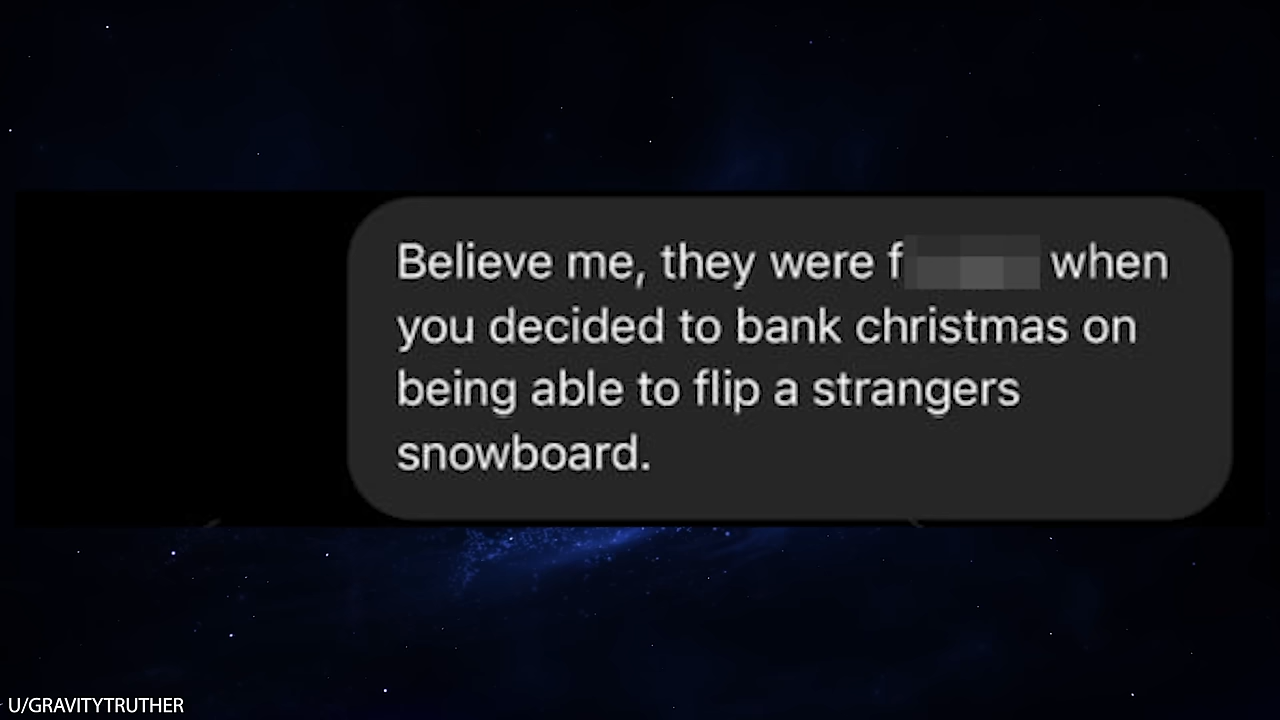 Believe me, they were f when
you decided to bank christmas on
being able to flip a strangers
snowboard.
U/GRAVITYTRUTHER